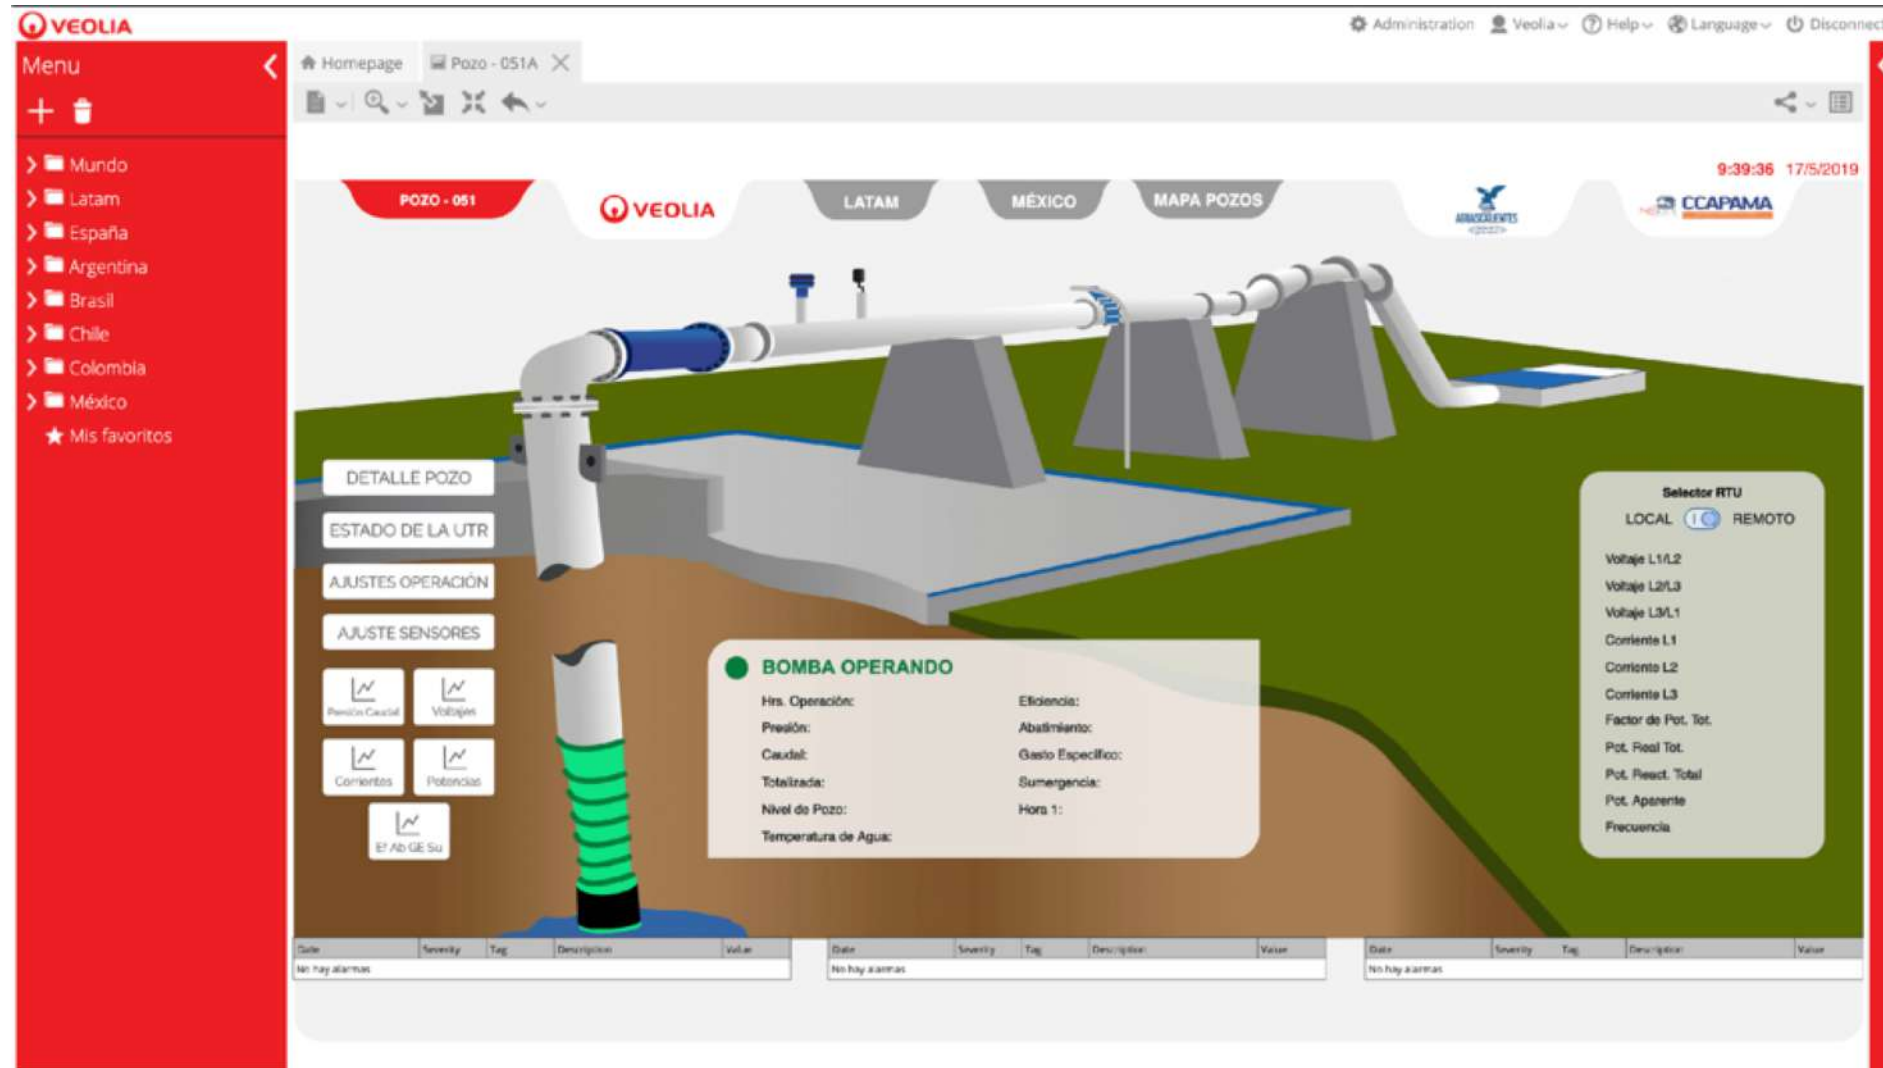 VEOLIA
Administration Veolia Help Language Disconnect
Menu
Homepage Pozo - 051A
Mundo
Latam
España
Argentina
Brasil
Chile
Colombia
México
Mis favoritos
9:39:36 17/5/2019
POZO - 051
VEOLIA
LATAM
MÉXICO
MAPA POZOS
AGUASCALIENTES
CCAPAMA
DETALLE POZO
ESTADO DE LA UTR
AJUSTES OPERACIÓN
AJUSTE SENSORES
Presión Caudal
Voltajes
Corrientes
Potencias
Ef Ab GE Su
BOMBA OPERANDO
Hrs. Operación:
Presión:
Caudal:
Totalizada:
Nivel de Pozo:
Temperatura de Agua:
Eficiencia:
Abatimiento:
Gasto Específico:
Sumergencia:
Hora 1:
Selector RTU
LOCAL REMOTO
Voltaje L1/L2
Voltaje L2/L3
Voltaje L3/L1
Corriente L1
Corriente L2
Corriente L3
Factor de Pot. Tot.
Pot. Real Tot.
Pot. React. Total
Pot. Aparente
Frecuencia
Date Severity Tag Description Value
No hay alarmas
Date Severity Tag Description Value
No hay alarmas
Date Severity Tag Description Value
No hay alarmas